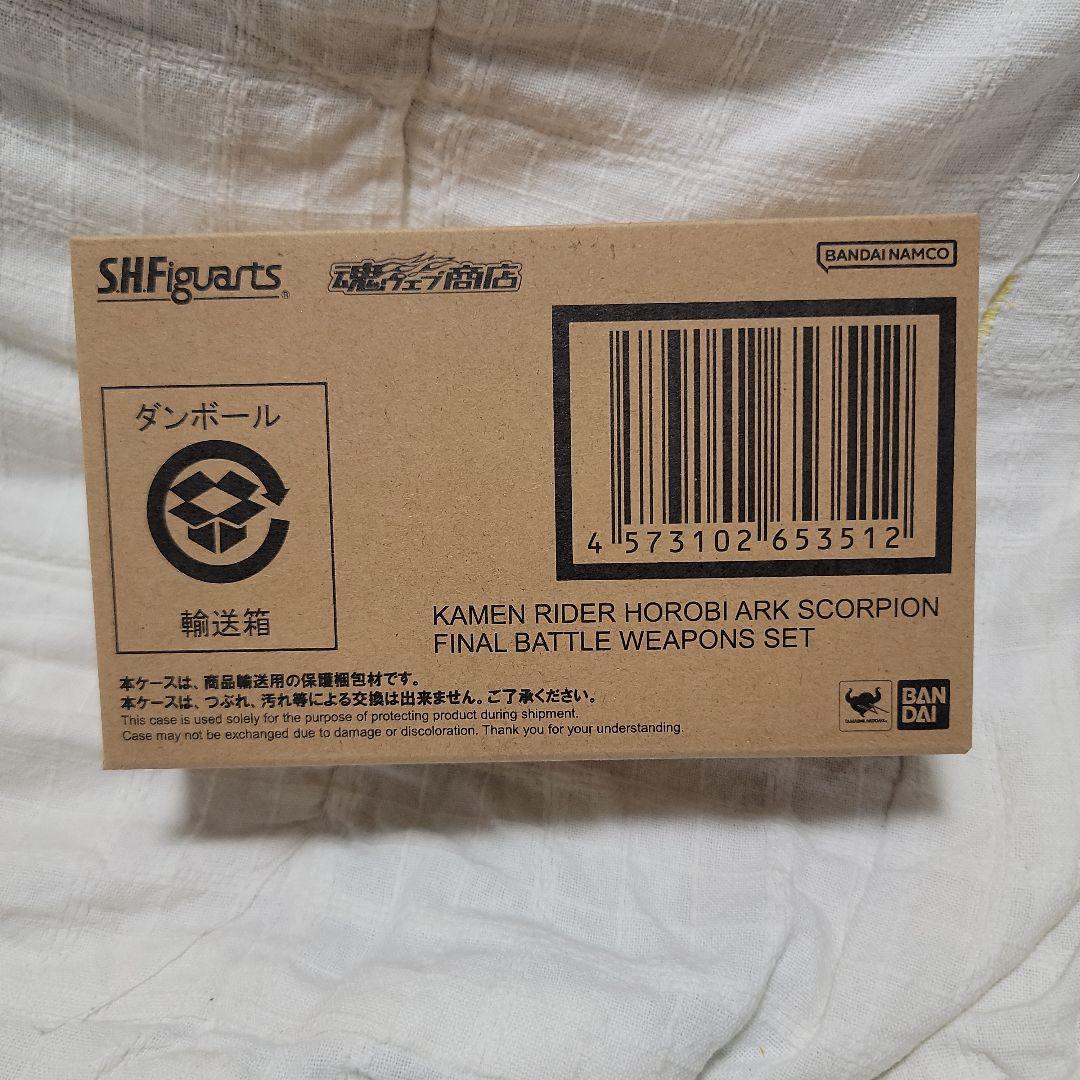 S.H.Figuarts®
魂ウェブ商店
BANDAI NAMCO
ダンボール
輸送箱
4 573102 653512
KAMEN RIDER HOROBI ARK SCORPION
FINAL BATTLE WEAPONS SET
本ケースは、商品輸送用の保護梱包材です。
本ケースは、つぶれ、汚れ等による交換は出来ません。ご了承ください。
This case is used solely for the purpose of protecting product during shipment.
Case may not be exchanged due to damage or discoloration. Thank you for your understanding.
BAN
DAI